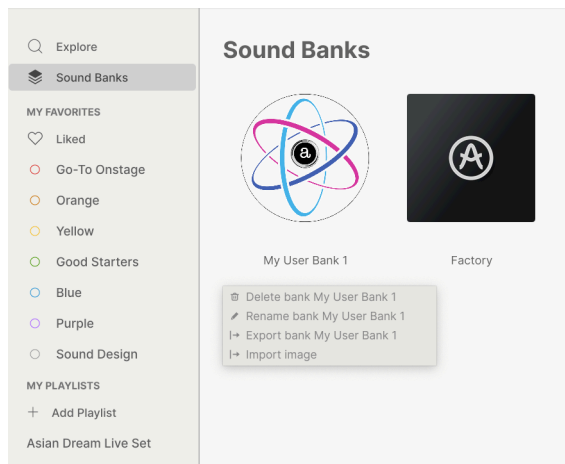 Explore
Sound Banks
MY FAVORITES
Liked
Go-To Onstage
Orange
Yellow
Good Starters
Blue
Purple
Sound Design
MY PLAYLISTS
Add Playlist
Asian Dream Live Set
Sound Banks
a
My User Bank 1
Factory
Delete bank My User Bank 1
Rename bank My User Bank 1
Export bank My User Bank 1
Import image